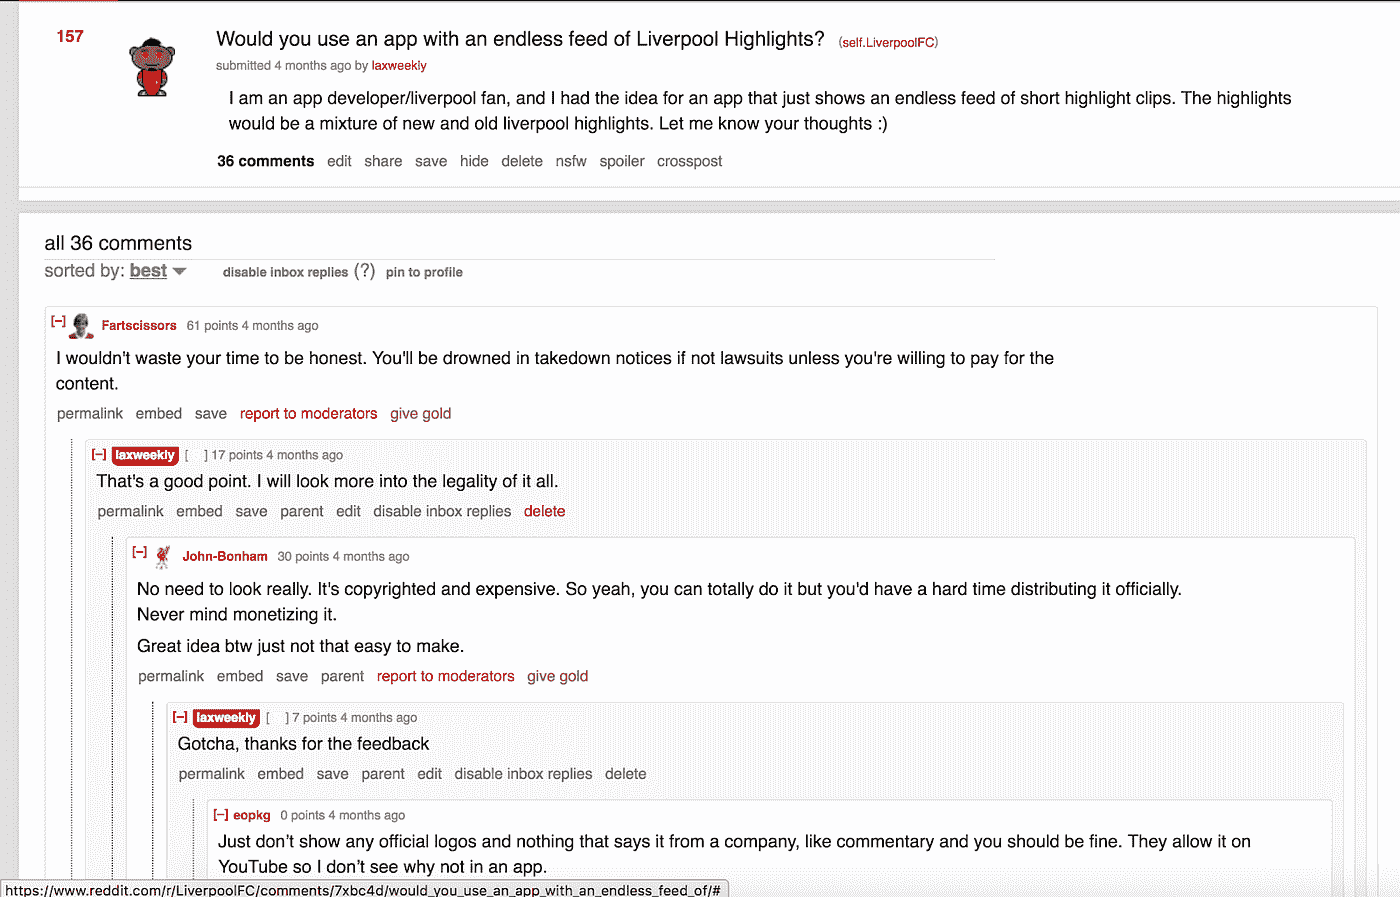 157
Would you use an app with an endless feed of Liverpool Highlights? (self.LiverpoolFC)
submitted 4 months ago by laxweekly
I am an app developer/liverpool fan, and I had the idea for an app that just shows an endless feed of short highlight clips. The highlights
would be a mixture of new and old liverpool highlights. Let me know your thoughts :)
36 comments edit share save hide delete nsfw spoiler crosspost
all 36 comments
sorted by: best disable inbox replies (?) pin to profile
[–] Fartscissors 61 points 4 months ago
I wouldn't waste your time to be honest. You'll be drowned in takedown notices if not lawsuits unless you're willing to pay for the
content.
permalink embed save report to moderators give gold
[–] laxweekly [ ] 17 points 4 months ago
That's a good point. I will look more into the legality of it all.
permalink embed save parent edit disable inbox replies delete
[–] John-Bonham 30 points 4 months ago
No need to look really. It's copyrighted and expensive. So yeah, you can totally do it but you'd have a hard time distributing it officially.
Never mind monetizing it.
Great idea btw just not that easy to make.
permalink embed save parent report to moderators give gold
[–] laxweekly [ ] 7 points 4 months ago
Gotcha, thanks for the feedback
permalink embed save parent edit disable inbox replies delete
[–] eopkg 0 points 4 months ago
Just don't show any official logos and nothing that says it from a company, like commentary and you should be fine. They allow it on
YouTube so I don't see why not in an app.
https://www.reddit.com/r/LiverpoolFC/comments/7xbc4d/would_you_use_an_app_with_an_endless_feed_of/#